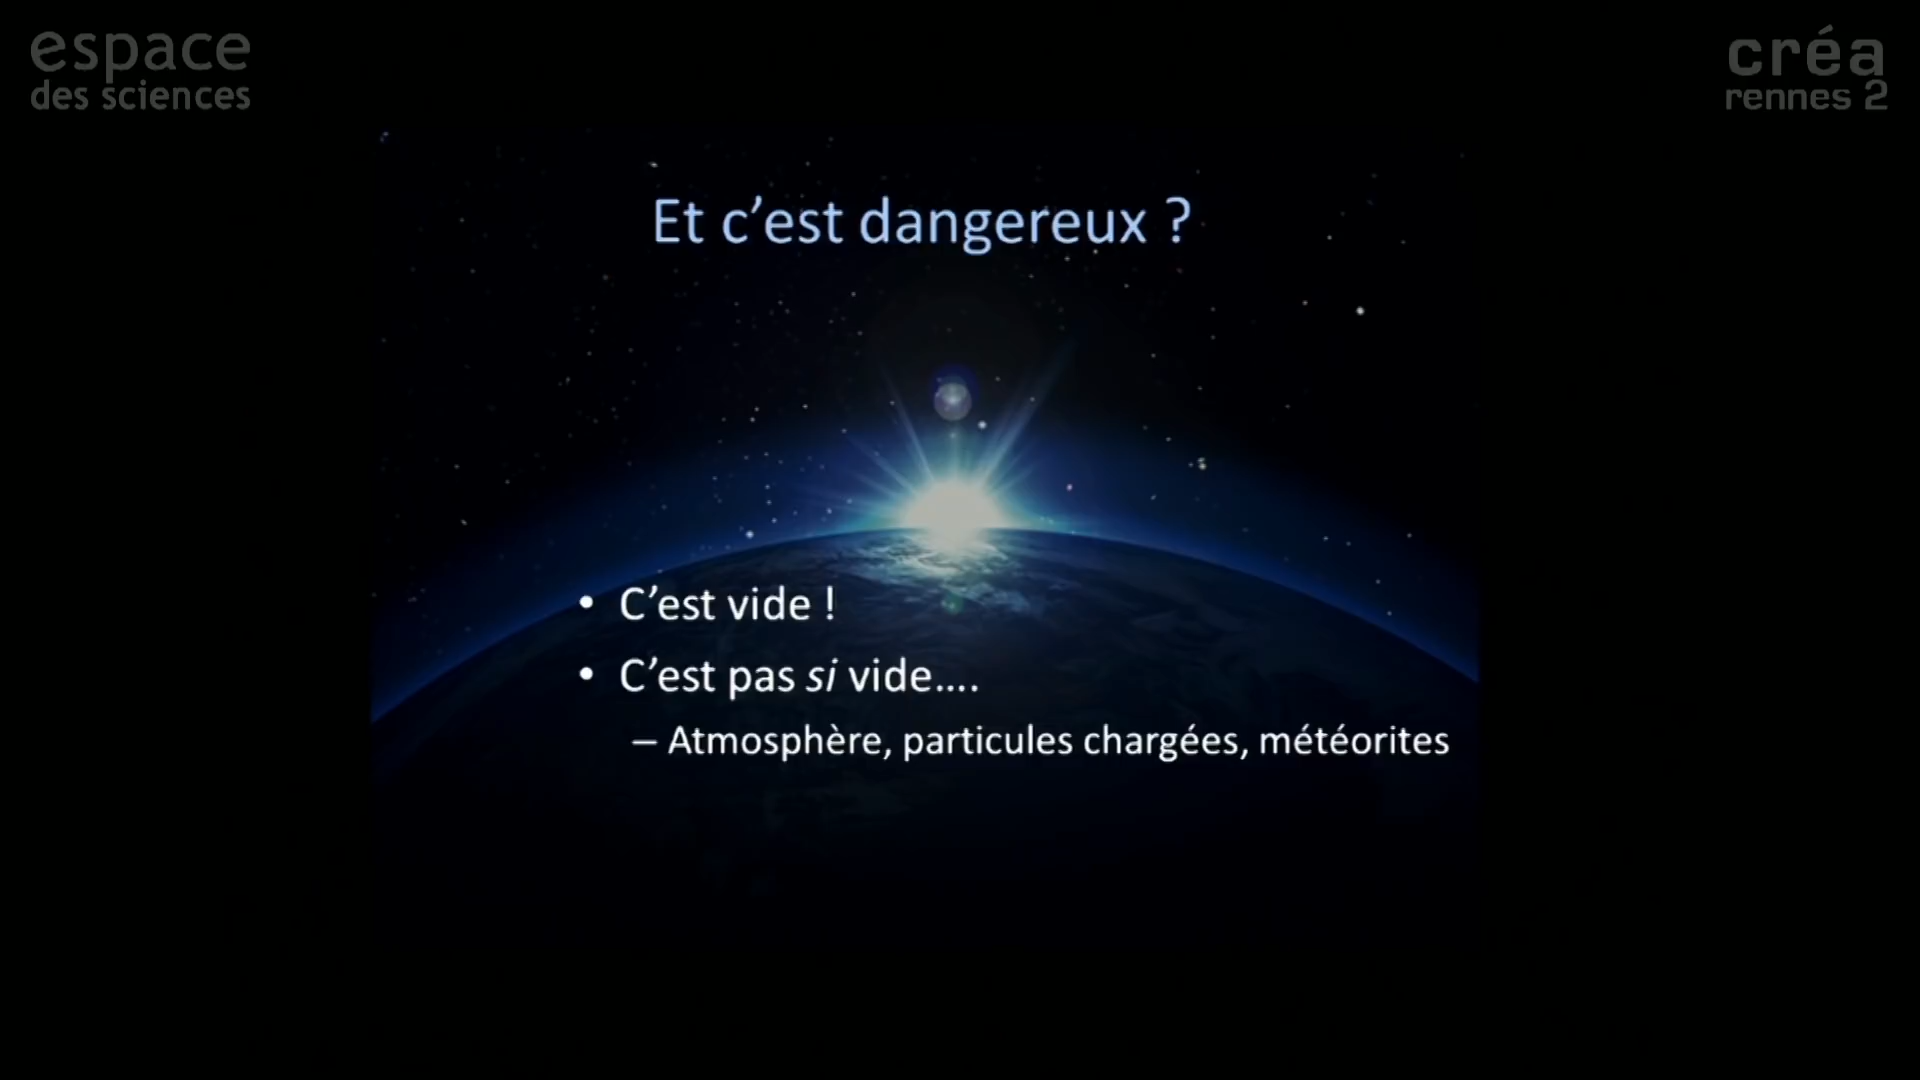 espace
des sciences
créa
rennes 2
Et c’est dangereux ?
• C’est vide !
• C’est pas si vide....
– Atmosphère, particules chargées, météorites